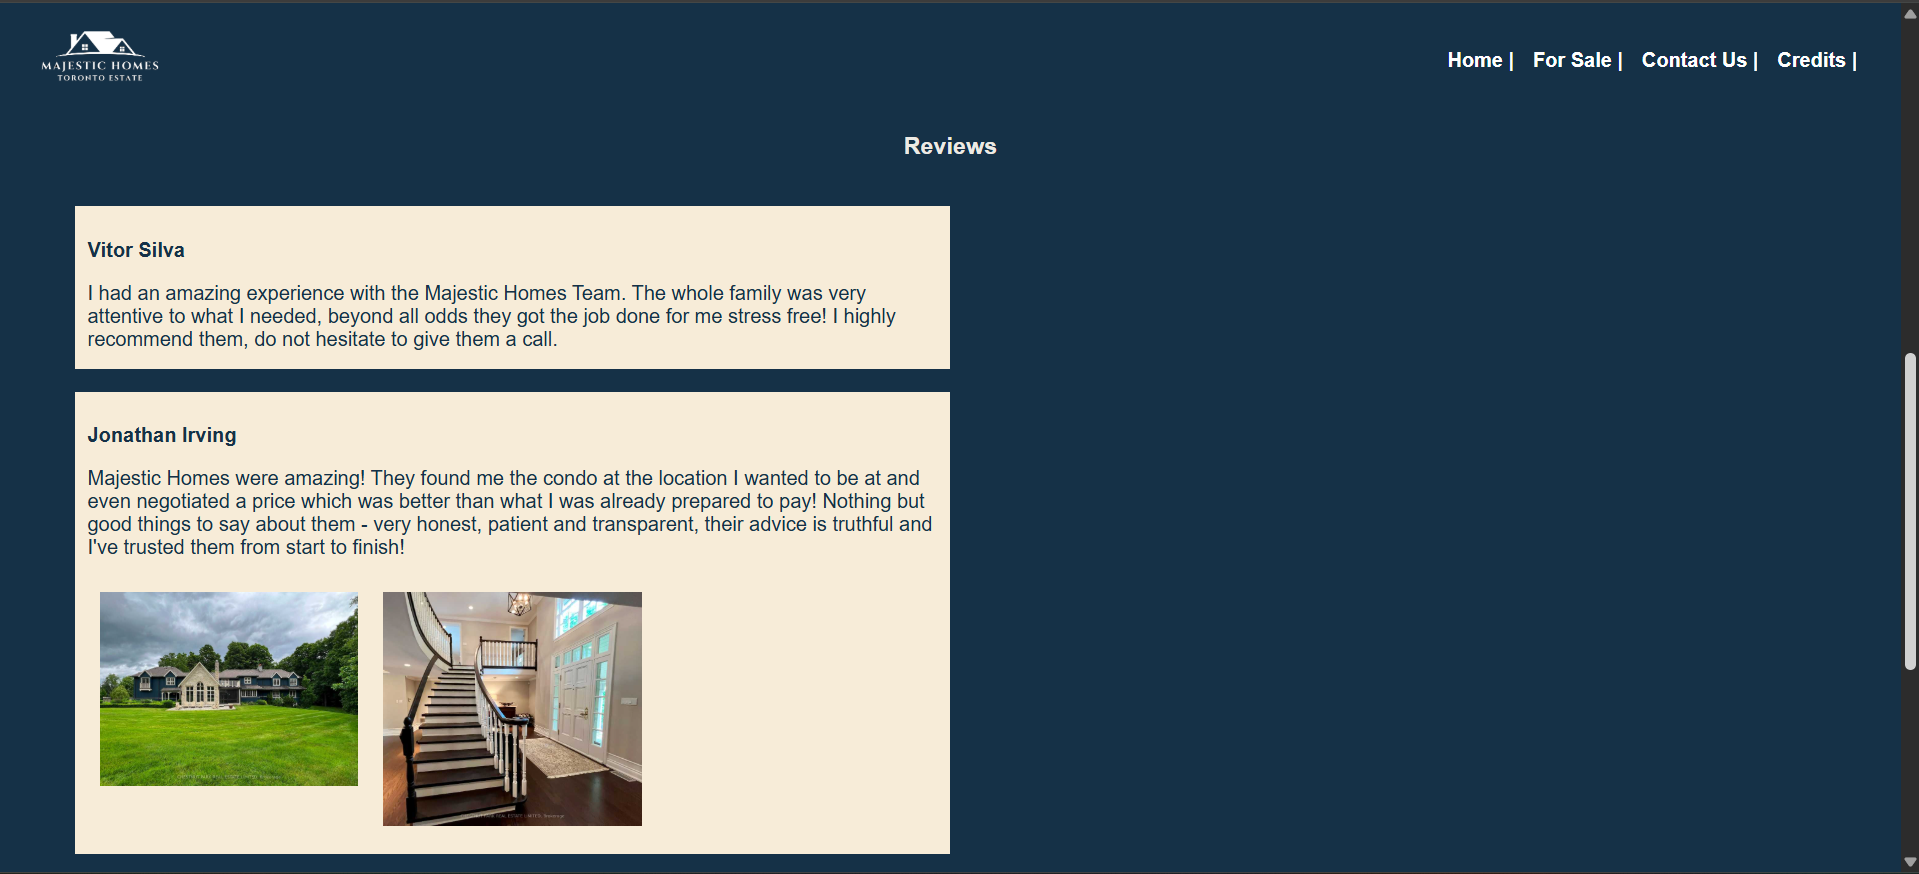 MAJESTIC HOMES
TORONTO ESTATE
Home |
For Sale |
Contact Us |
Credits |
Reviews
Vitor Silva
I had an amazing experience with the Majestic Homes Team. The whole family was very
attentive to what I needed, beyond all odds they got the job done for me stress free! I highly
recommend them, do not hesitate to give them a call.
Jonathan Irving
Majestic Homes were amazing! They found me the condo at the location I wanted to be at and
even negotiated a price which was better than what I was already prepared to pay! Nothing but
good things to say about them - very honest, patient and transparent, their advice is truthful and
I've trusted them from start to finish!